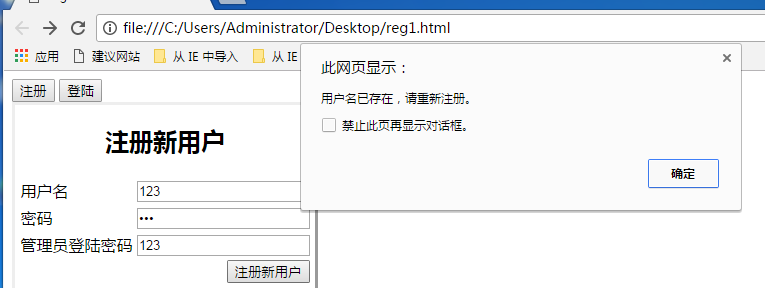 file:///C:/Users/Administrator/Desktop/reg1.html
应用 建议网站 从 IE 中导入 从 IE
此网页显示：
用户名已存在，请重新注册。
禁止此页再显示对话框。
确定
注册 登陆
注册新用户
用户名 123
密码 •••
管理员登陆密码 123
注册新用户